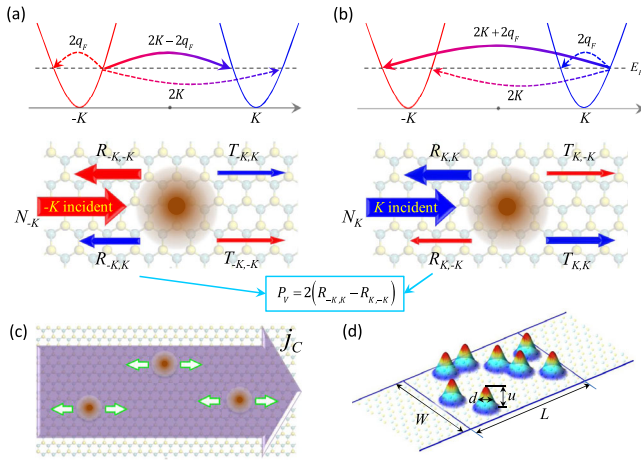 (a)
2q_F
2K−2q_F
2K
-K
K
(b)
2K+2q_F
2q_F
2K
E_F
-K
K
R_{-K,-K}
T_{-K,K}
N_{-K}
-K incident
R_{-K,K}
T_{-K,-K}
R_{K,K}
T_{K,-K}
N_K
K incident
R_{K,-K}
T_{K,K}
P_V = 2(R_{-K,K} − R_{K,-K})
(c)
j_C
(d)
d
u
W
L